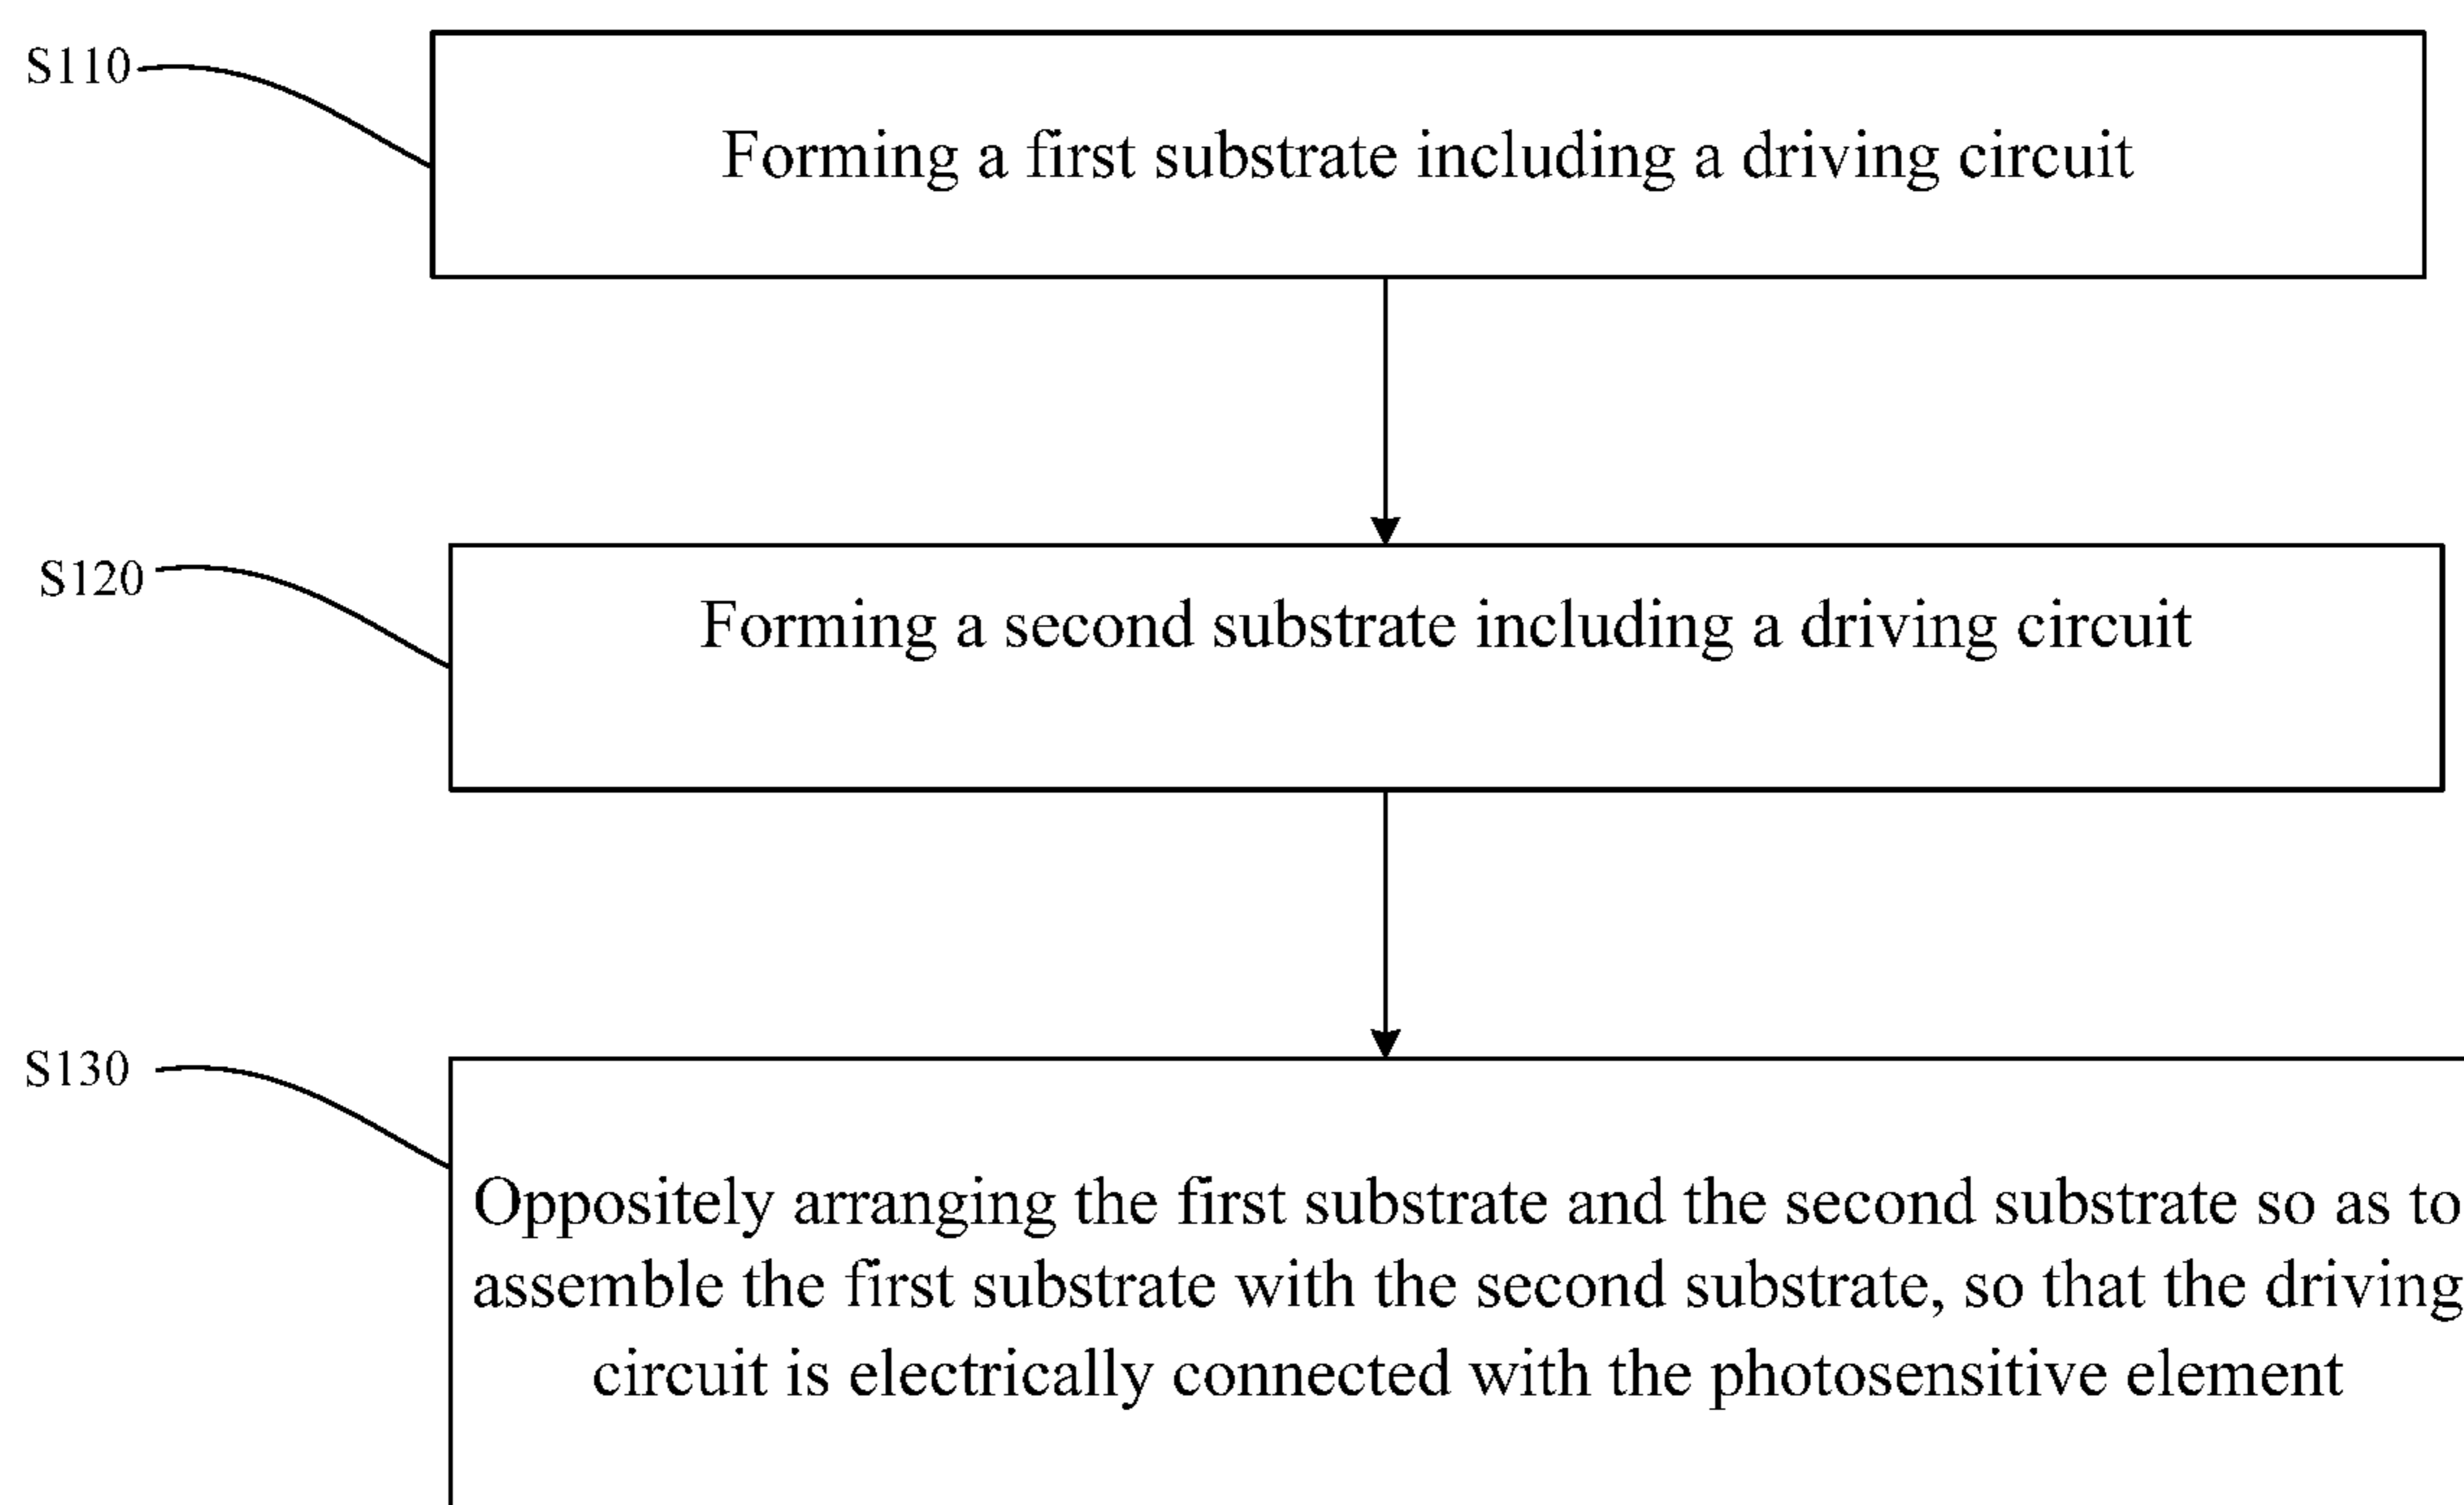 S110
Forming a first substrate including a driving circuit
S120
Forming a second substrate including a driving circuit
S130
Oppositely arranging the first substrate and the second substrate so as to
assemble the first substrate with the second substrate, so that the driving
circuit is electrically connected with the photosensitive element